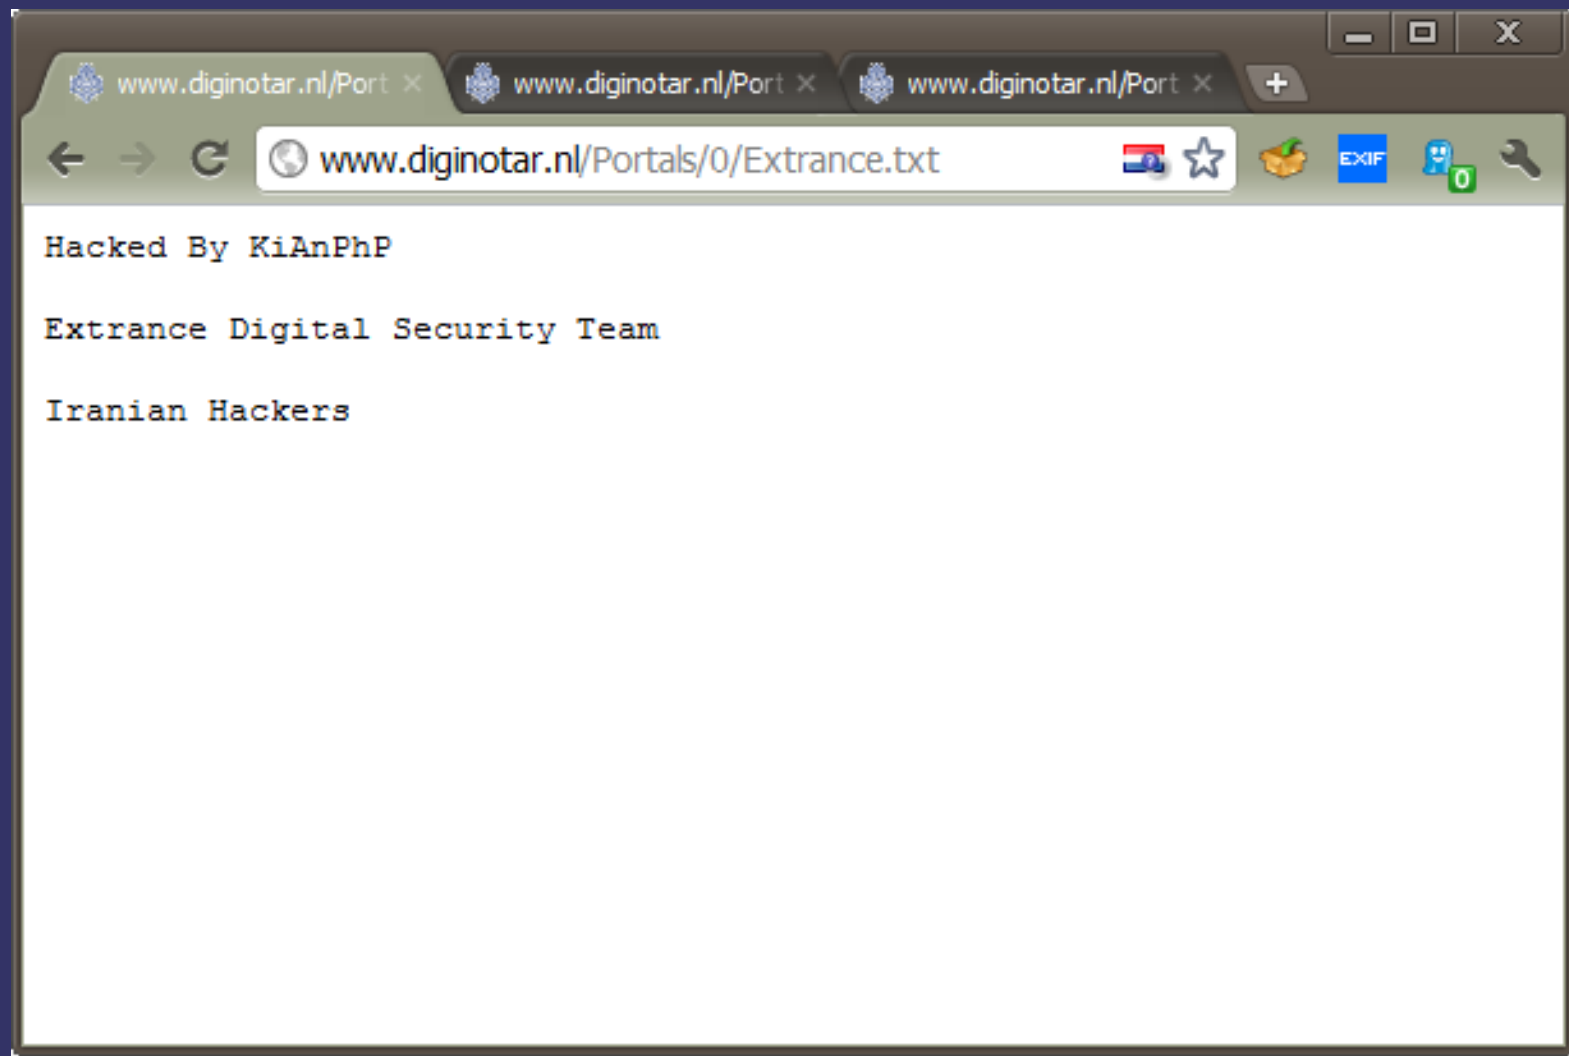 www.diginotar.nl/Port
www.diginotar.nl/Port
www.diginotar.nl/Port
www.diginotar.nl/Portals/0/Extrance.txt
EXIF
0
Hacked By KiAnPhP
Extrance Digital Security Team
Iranian Hackers